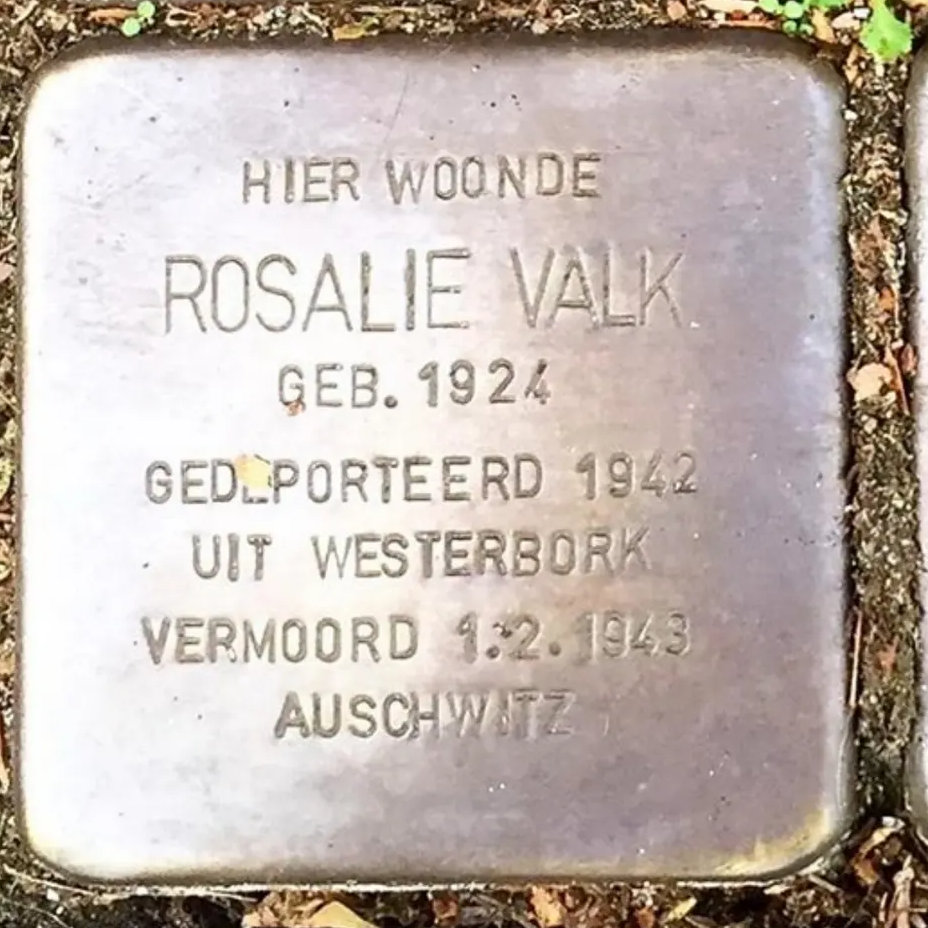 HIER WOONDE
ROSALIE VALK
GEB. 1924
GEDEPORTEERD 1942
UIT WESTERBORK
VERMOORD 1.2.1943
AUSCHWITZ